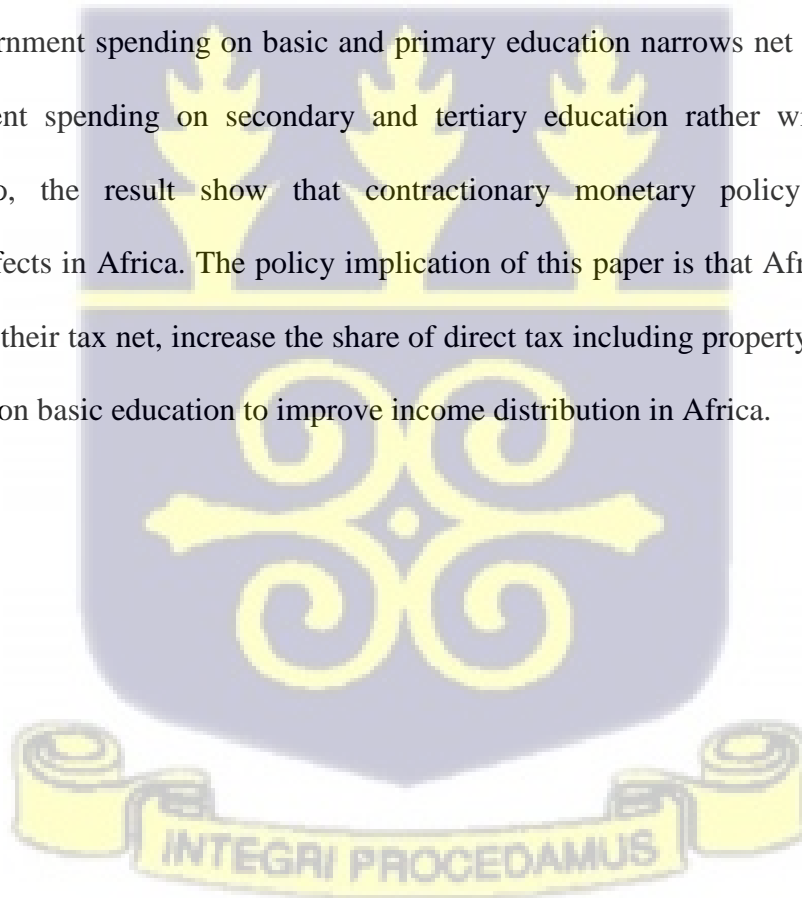 ernment spending on basic and primary education narrows net
ent spending on secondary and tertiary education rather wi
o, the result show that contractionary monetary policy
fects in Africa. The policy implication of this paper is that Afr
their tax net, increase the share of direct tax including property
on basic education to improve income distribution in Africa.
INTEGRI PROCEDAMUS